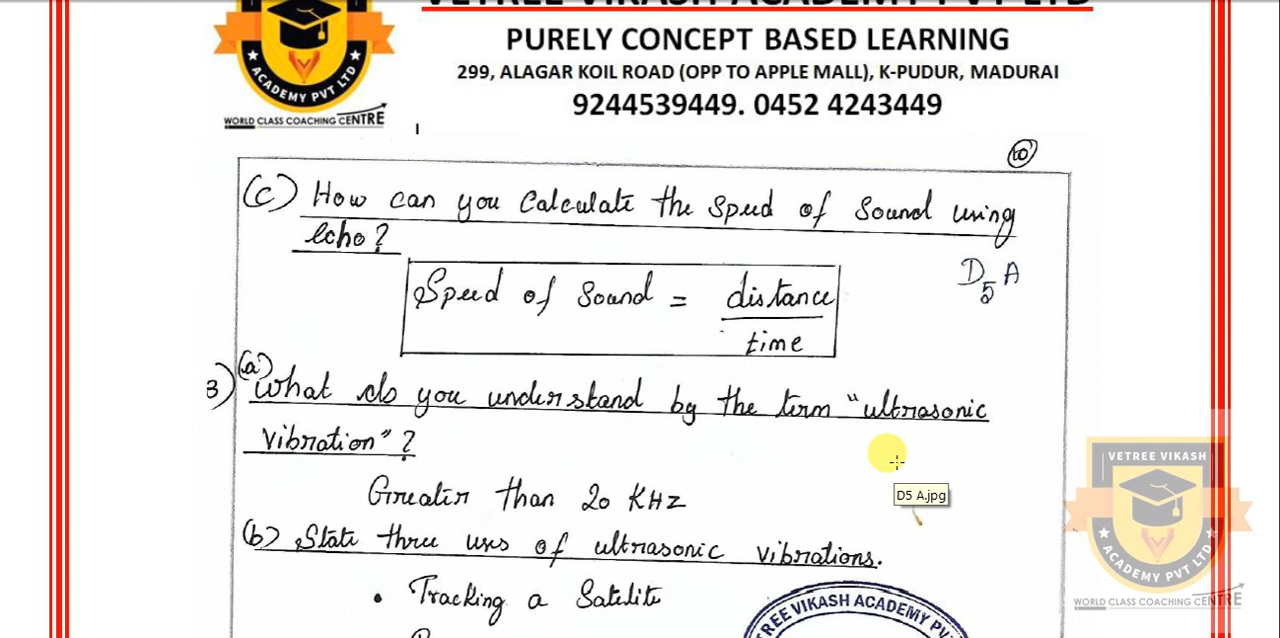 VETREE VIKASH ACADEMY PVT LTD
PURELY CONCEPT BASED LEARNING
299, ALAGAR KOIL ROAD (OPP TO APPLE MALL), K-PUDUR, MADURAI
9244539449. 0452 4243449
ACADEMY PVT LTD
WORLD CLASS COACHING CENTRE
(C) How can you Calculate the Speed of Sound using
echo?
D5 A
Speed of Sound = distance
time
3) (a) What do you understand by the term "ultrasonic
Vibration" ?
Greater than 20 KHZ
D5 A.jpg
(b) State three uses of ultrasonic vibrations.
• Tracking a Satelite
TREE VIKASH ACADEMY PV
VETREE VIKASH
ACADEMY PVT LTD
WORLD CLASS COACHING CENTRE